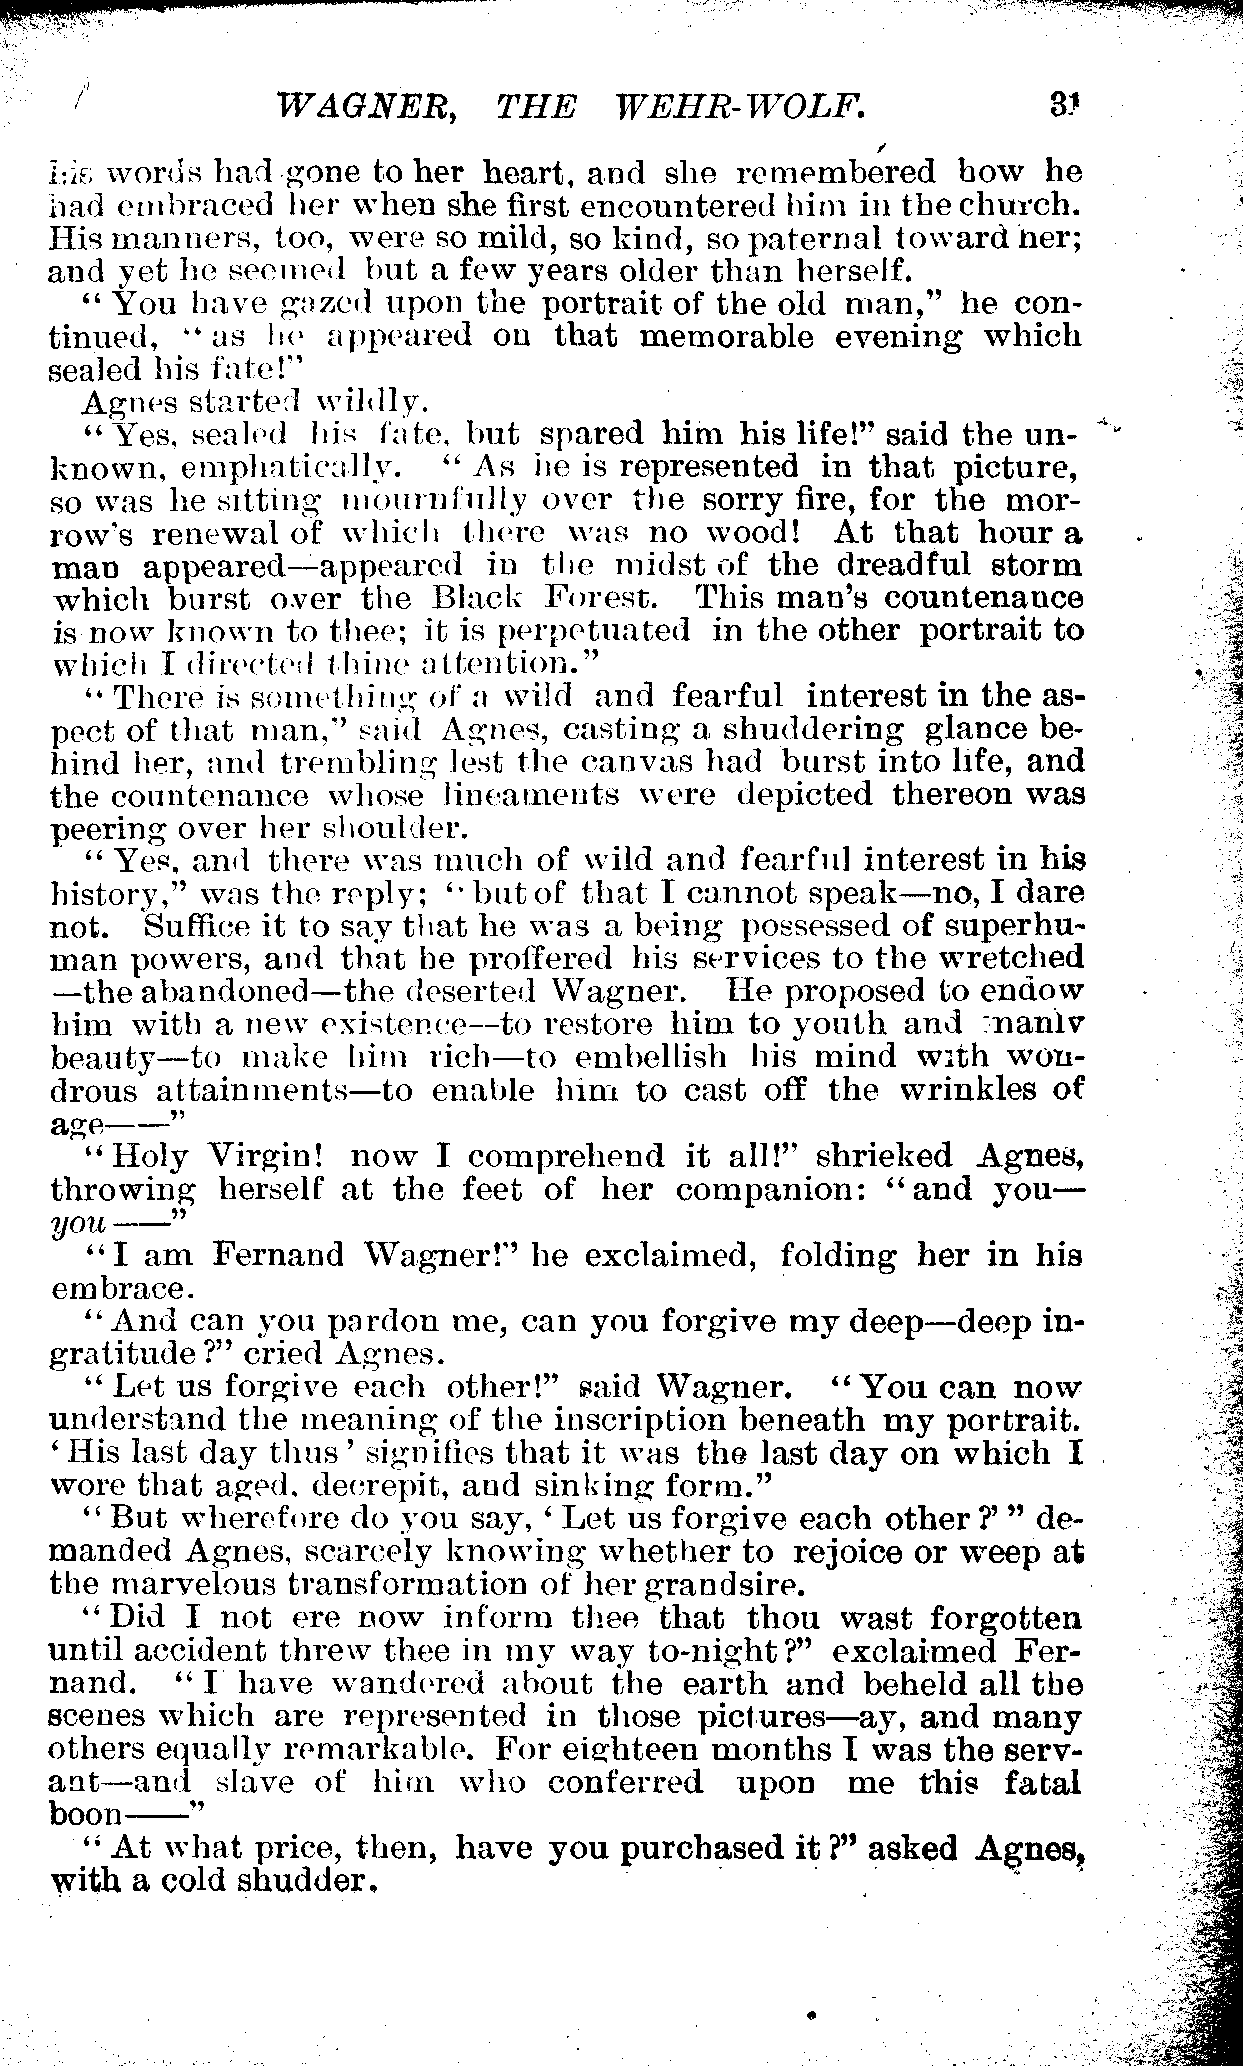 WAGNER, THE WEHR-WOLF. 31
his words had gone to her heart, and she remembered how he
had embraced her when she first encountered him in the church.
His manners, too, were so mild, so kind, so paternal toward her;
and yet he seemed but a few years older than herself.
“You have gazed upon the portrait of the old man,” he con-
tinued, “as he appeared on that memorable evening which
sealed his fate!”
Agnes started wildly.
“Yes, sealed his fate, but spared him his life!” said the un-
known, emphatically. “As he is represented in that picture,
so was he sitting mournfully over the sorry fire, for the mor-
row's renewal of which there was no wood! At that hour a
man appeared—appeared in the midst of the dreadful storm
which burst over the Black Forest. This man's countenance
is now known to thee; it is perpetuated in the other portrait to
which I directed thine attention.”
“There is something of a wild and fearful interest in the as-
pect of that man,” said Agnes, casting a shuddering glance be-
hind her, and trembling lest the canvas had burst into life, and
the countenance whose lineaments were depicted thereon was
peering over her shoulder.
“Yes, and there was much of wild and fearful interest in his
history,” was the reply; “but of that I cannot speak—no, I dare
not. Suffice it to say that he was a being possessed of superhu-
man powers, and that he proffered his services to the wretched
—the abandoned—the deserted Wagner. He proposed to endow
him with a new existence—to restore him to youth and manly
beauty—to make him rich—to embellish his mind with won-
drous attainments—to enable him to cast off the wrinkles of
age——”
“Holy Virgin! now I comprehend it all!” shrieked Agnes,
throwing herself at the feet of her companion: “and you—
you——”
“I am Fernand Wagner!” he exclaimed, folding her in his
embrace.
“And can you pardon me, can you forgive my deep—deep in-
gratitude?” cried Agnes.
“Let us forgive each other!” said Wagner. “You can now
understand the meaning of the inscription beneath my portrait.
‘His last day thus’ signifies that it was the last day on which I
wore that aged, decrepit, and sinking form.”
“But wherefore do you say, ‘Let us forgive each other?’” de-
manded Agnes, scarcely knowing whether to rejoice or weep at
the marvelous transformation of her grandsire.
“Did I not ere now inform thee that thou wast forgotten
until accident threw thee in my way to-night?” exclaimed Fer-
nand. “I have wandered about the earth and beheld all the
scenes which are represented in those pictures—ay, and many
others equally remarkable. For eighteen months I was the serv-
ant—and slave of him who conferred upon me this fatal
boon——”
“At what price, then, have you purchased it?” asked Agnes,
with a cold shudder.